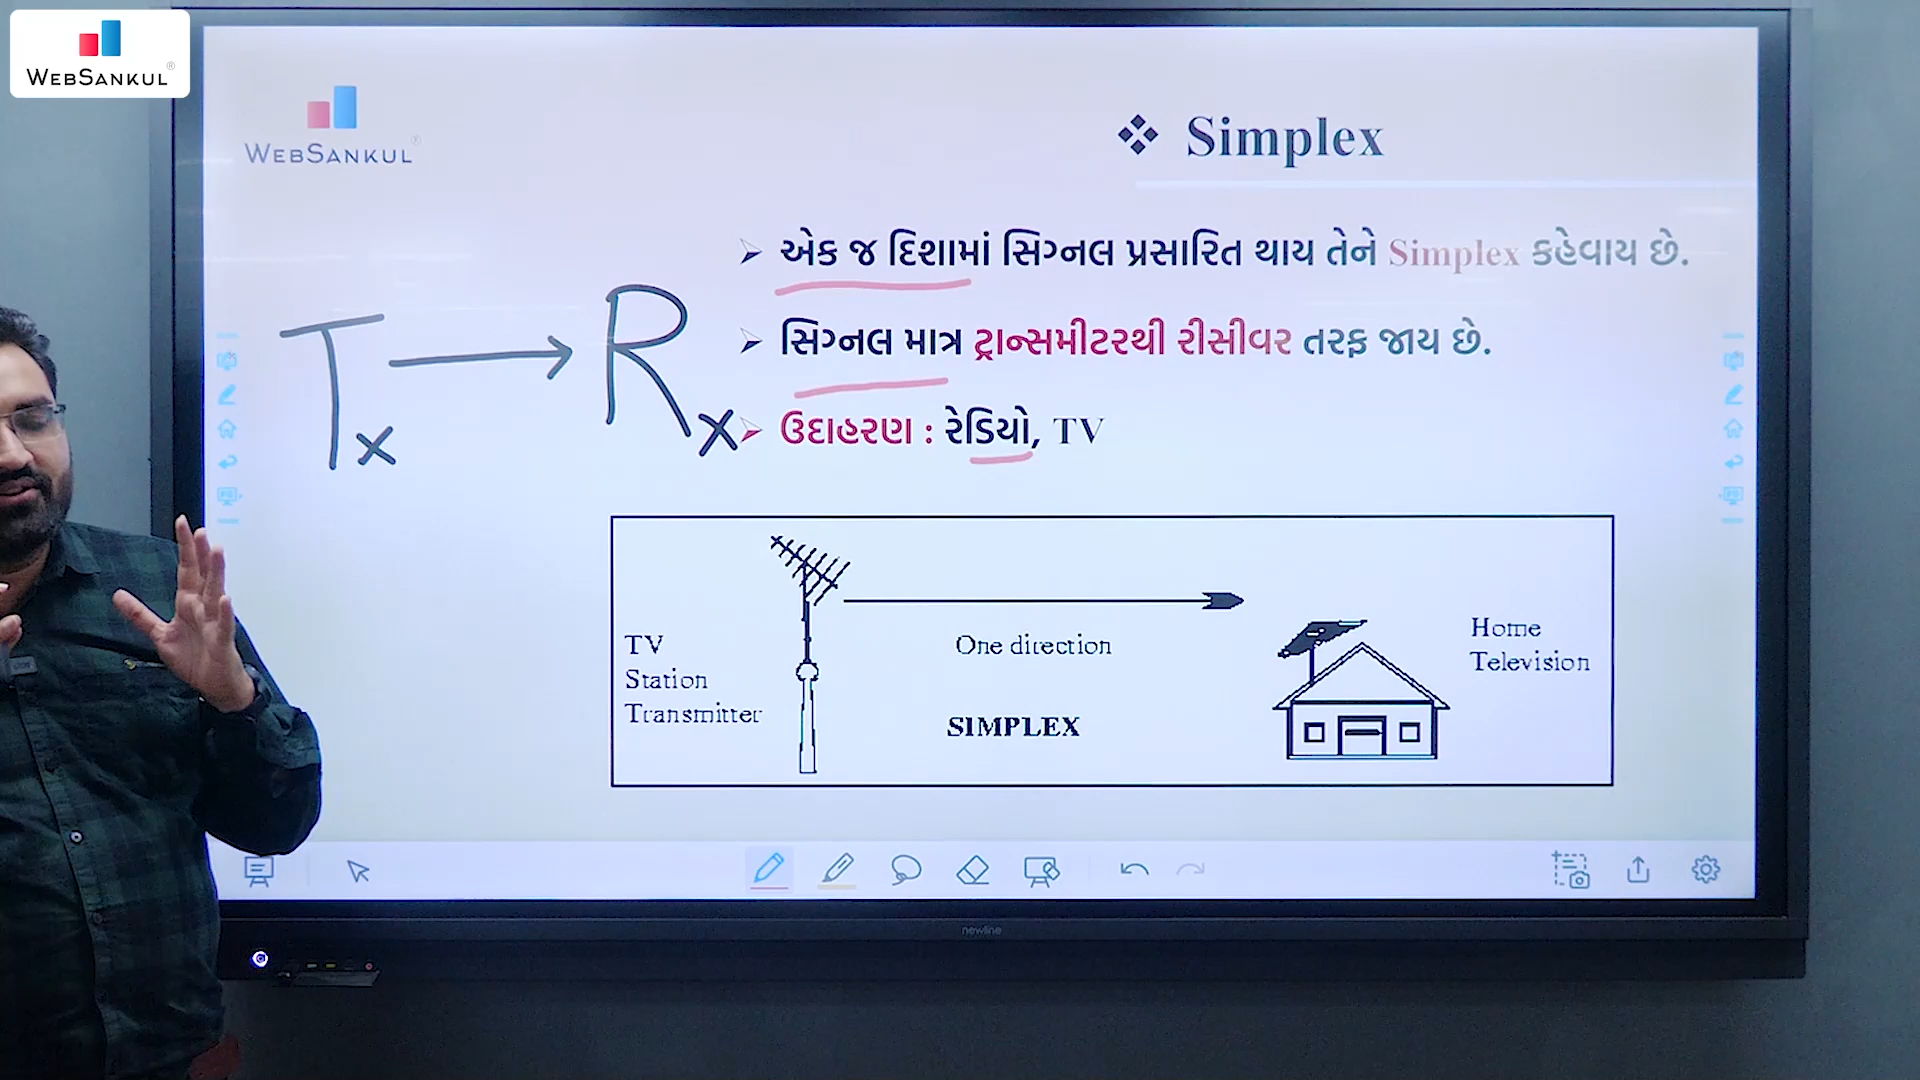 WEBSANKUL®
WEBSANKUL®
❖ Simplex
➢ એક જ દિશામાં સિગ્નલ પ્રસારિત થાય તેને Simplex કહેવાય છે.
➢ સિગ્નલ માત્ર ટ્રાન્સમીટરથી રીસીવર તરફ જાય છે.
➢ ઉદાહરણ : રેડિયો, TV
Tx → Rx
TV
Station
Transmitter
One direction
SIMPLEX
Home
Television
newline